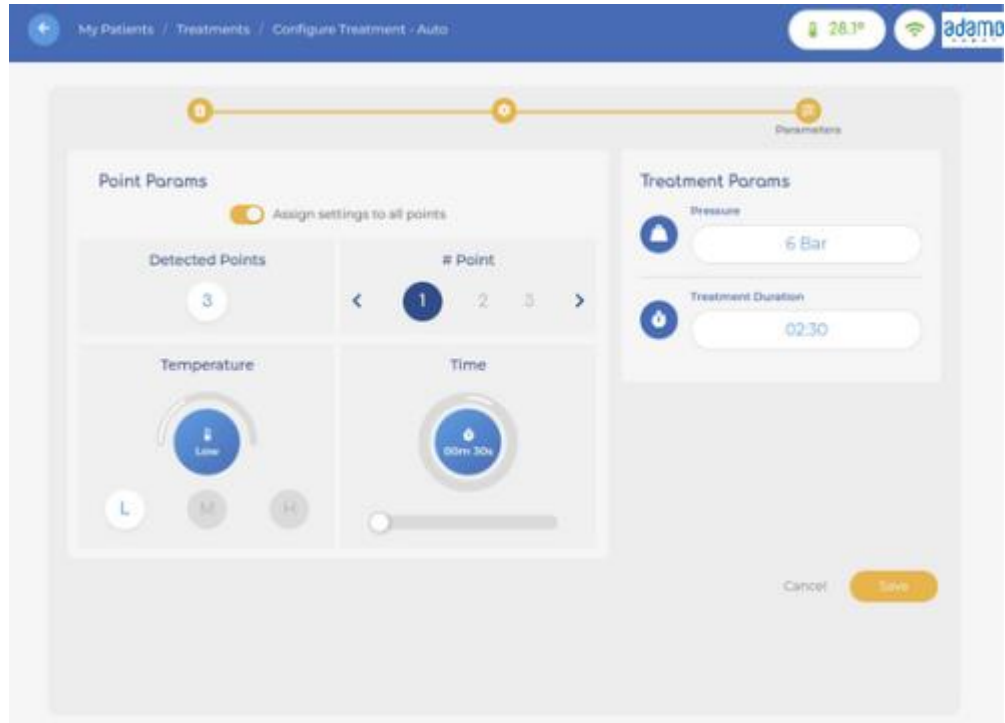 My Patients / Treatments / Configure Treatment - Auto
28.1°
adamo
ROBOT
Parameters
Point Params
Assign settings to all points
Detected Points
3
# Point
1 2 3
Temperature
Low
L M H
Time
00m 30s
Treatment Params
Pressure
6 Bar
Treatment Duration
02:30
Cancel
Save